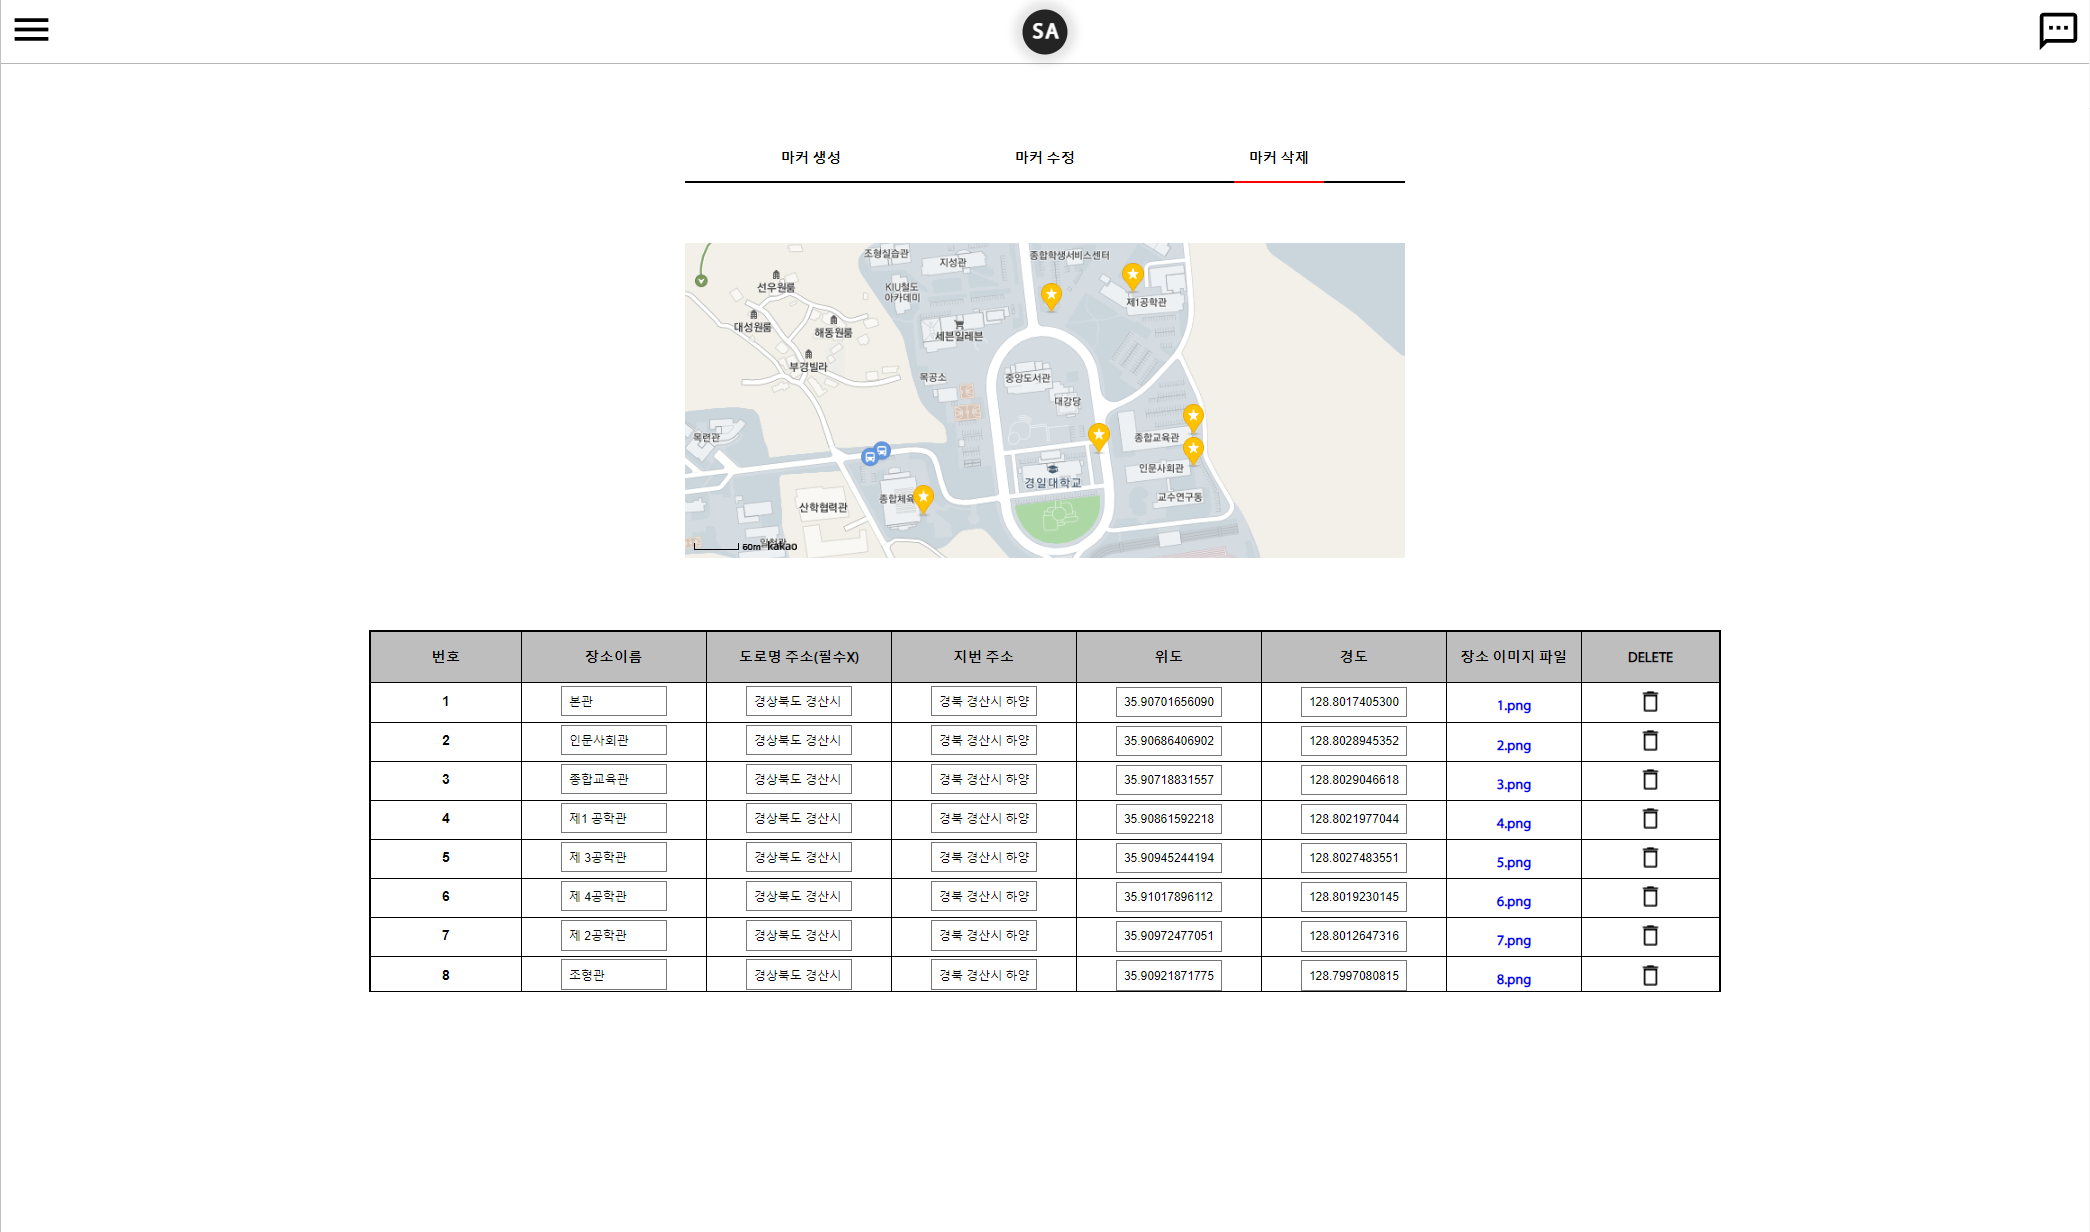 SA
마커 생성 마커 수정 마커 삭제
조형실습관
지성관
종합학생서비스센터
선우원룸
KIU철도
아카데미
제1공학관
대성원룸
해동원룸
세븐일레븐
부경빌라
목공소
중앙도서관
대강당
목련관
종합교육관
인문사회관
경일대학교
종합체육
교수연구동
산학협력관
60m kakao
번호 장소이름 도로명 주소(필수X) 지번 주소 위도 경도 장소 이미지 파일 DELETE
1 본관 경상북도 경산시 경북 경산시 하양 35.90701656090 128.8017405300 1.png
2 인문사회관 경상북도 경산시 경북 경산시 하양 35.90686406902 128.8028945352 2.png
3 종합교육관 경상북도 경산시 경북 경산시 하양 35.90718831557 128.8029046618 3.png
4 제1 공학관 경상북도 경산시 경북 경산시 하양 35.90861592218 128.8021977044 4.png
5 제 3공학관 경상북도 경산시 경북 경산시 하양 35.90945244194 128.8027483551 5.png
6 제 4공학관 경상북도 경산시 경북 경산시 하양 35.91017896112 128.8019230145 6.png
7 제 2공학관 경상북도 경산시 경북 경산시 하양 35.90972477051 128.8012647316 7.png
8 조형관 경상북도 경산시 경북 경산시 하양 35.90921871775 128.7997080815 8.png